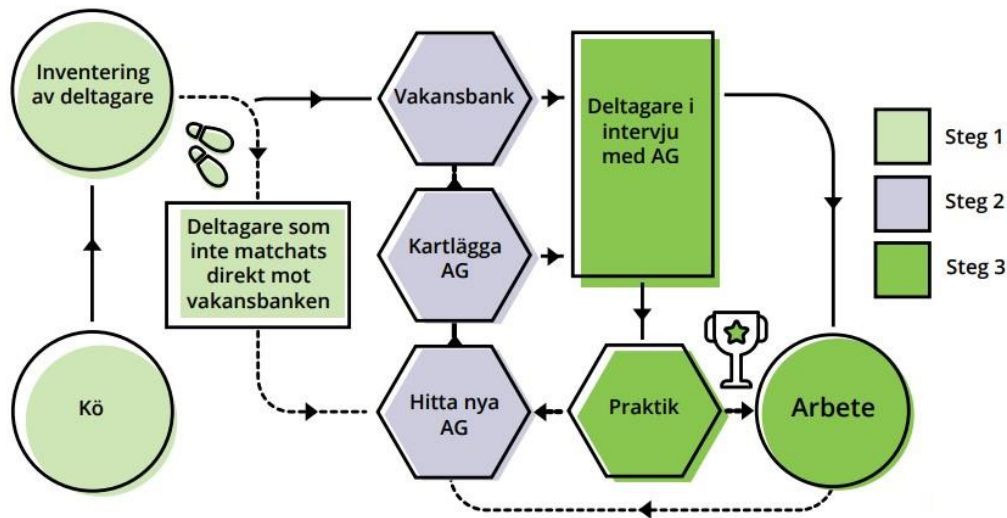 Inventering
av deltagare
Vakansbank
Deltagare i
intervju
med AG
Steg 1
Steg 2
Steg 3
Deltagare som
inte matchats
direkt mot
vakansbanken
Kartlägga
AG
Kö
Hitta nya
AG
Praktik
Arbete